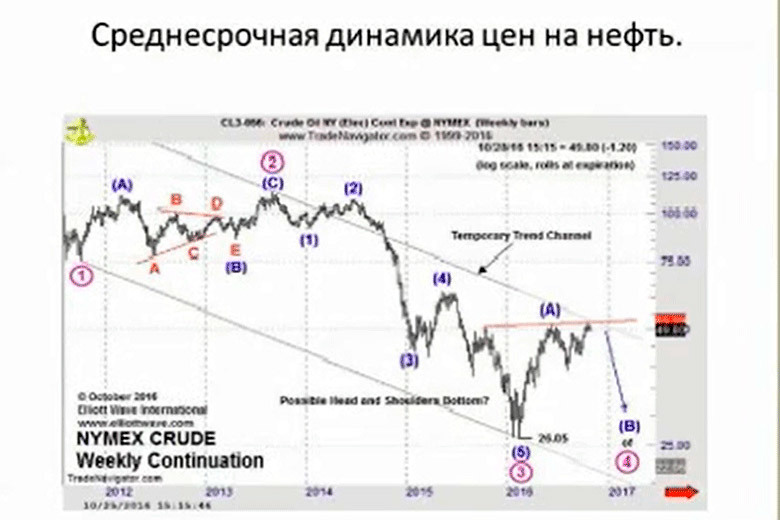 Среднесрочная динамика цен на нефть.
CL3-066: Crude Oil NY (Elec) Cont Exp @ NYMEX (Weekly bars)
www.TradeNavigator.com © 1999-2016
10/28/16 15:15 = 49.80 (-1.20)
(log scale, rolls at expiration)
150.00
125.00
100.00
75.00
25.00
2
(A) (C) (2)
B D
(1)
Temporary Trend Channel
A C E
(B)
1
(4)
(A)
(3)
© October 2016
Elliott Wave International
www.elliottwave.com
Possible Head and Shoulders Bottom?
NYMEX CRUDE
Weekly Continuation
26.05
(B)
of
4
(5)
3
TradeNavigator.com
2012 2013 2014 2015 2016 2017
10/25/2016 15:15:46